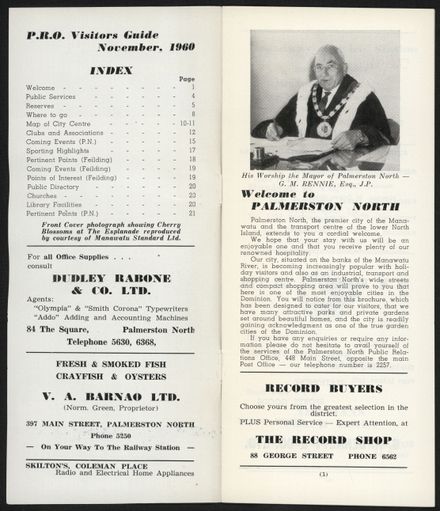 P.R.O. Visitors Guide
November, 1960
INDEX
Page
Welcome - - - - - - - 1
Public Services - - - - - - 4
Reserves - - - - - - - 5
Where to go - - - - - - 8
Map of City Centre - - - - - 10-11
Clubs and Associations - - - - 12
Coming Events (P.N.) - - - - 15
Sporting Highlights - - - - - 17
Pertinent Points (Feilding) - - - 18
Coming Events (Feilding) - - - 19
Points of Interest (Feilding) - - - 19
Public Directory - - - - - 20
Churches - - - - - - - 23
Library Facilities - - - - - 20
Pertinent Points (P.N.) - - - - 21
Front Cover photograph showing Cherry
Blossoms at The Esplanade reproduced
by courtesy of Manawatu Standard Ltd.
For all Office Supplies . . .
consult
DUDLEY RABONE
& CO. LTD.
Agents:
"Olympia" & "Smith Corona" Typewriters
"Addo" Adding and Accounting Machines
84 The Square, Palmerston North
Telephone 5630, 6368,
FRESH & SMOKED FISH
CRAYFISH & OYSTERS
V. A. BARNAO LTD.
(Norm. Green, Proprietor)
397 MAIN STREET, PALMERSTON NORTH
Phone 5250
— On Your Way To The Railway Station —
SKILTON'S, COLEMAN PLACE
Radio and Electrical Home Appliances
His Worship the Mayor of Palmerston North —
G. M. RENNIE, Esq., J.P.
Welcome to
PALMERSTON NORTH
Palmerston North, the premier city of the Mana-
watu and the transport centre of the lower North
Island, extends to you a cordial welcome.
We hope that your stay with us will be an
enjoyable one and that you receive plenty of our
renowned hospitality.
Our city, situated on the banks of the Manawatu
River, is becoming increasingly popular with holi-
day visitors and also as an industrial, transport and
shopping centre. Palmerston North's wide streets
and compact shopping area will prove to you that
here is one of the most enjoyable cities in the
Dominion. You will notice from this brochure, which
has been designed to cater for our visitors, that we
have many attractive parks and private gardens
set around beautiful homes, and the city is readily
gaining acknowledgment as one of the true garden
cities of the Dominion.
If you have any enquiries or require any infor-
mation please do not hesitate to avail yourself of
the services of the Palmerston North Public Rela-
tions Office, 448 Main Street, opposite the main
Post Office — our telephone number is 2257.
RECORD BUYERS
Choose yours from the greatest selection in the
district.
PLUS Personal Service — Expert Attention, at
THE RECORD SHOP
88 GEORGE STREET PHONE 6562
(1)